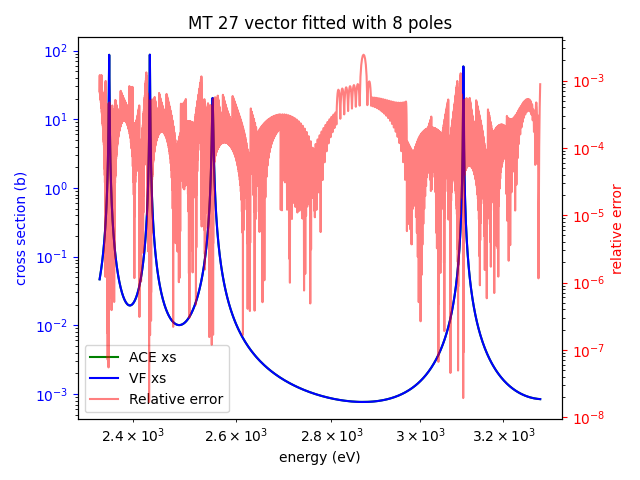 MT 27 vector fitted with 8 poles
cross section (b)
10²
10¹
10⁰
10⁻¹
10⁻²
10⁻³
10⁻³
10⁻⁴
10⁻⁵
10⁻⁶
10⁻⁷
10⁻⁸
relative error
ACE xs
VF xs
Relative error
2.4 × 10³ 2.6 × 10³ 2.8 × 10³ 3 × 10³ 3.2 × 10³
energy (eV)